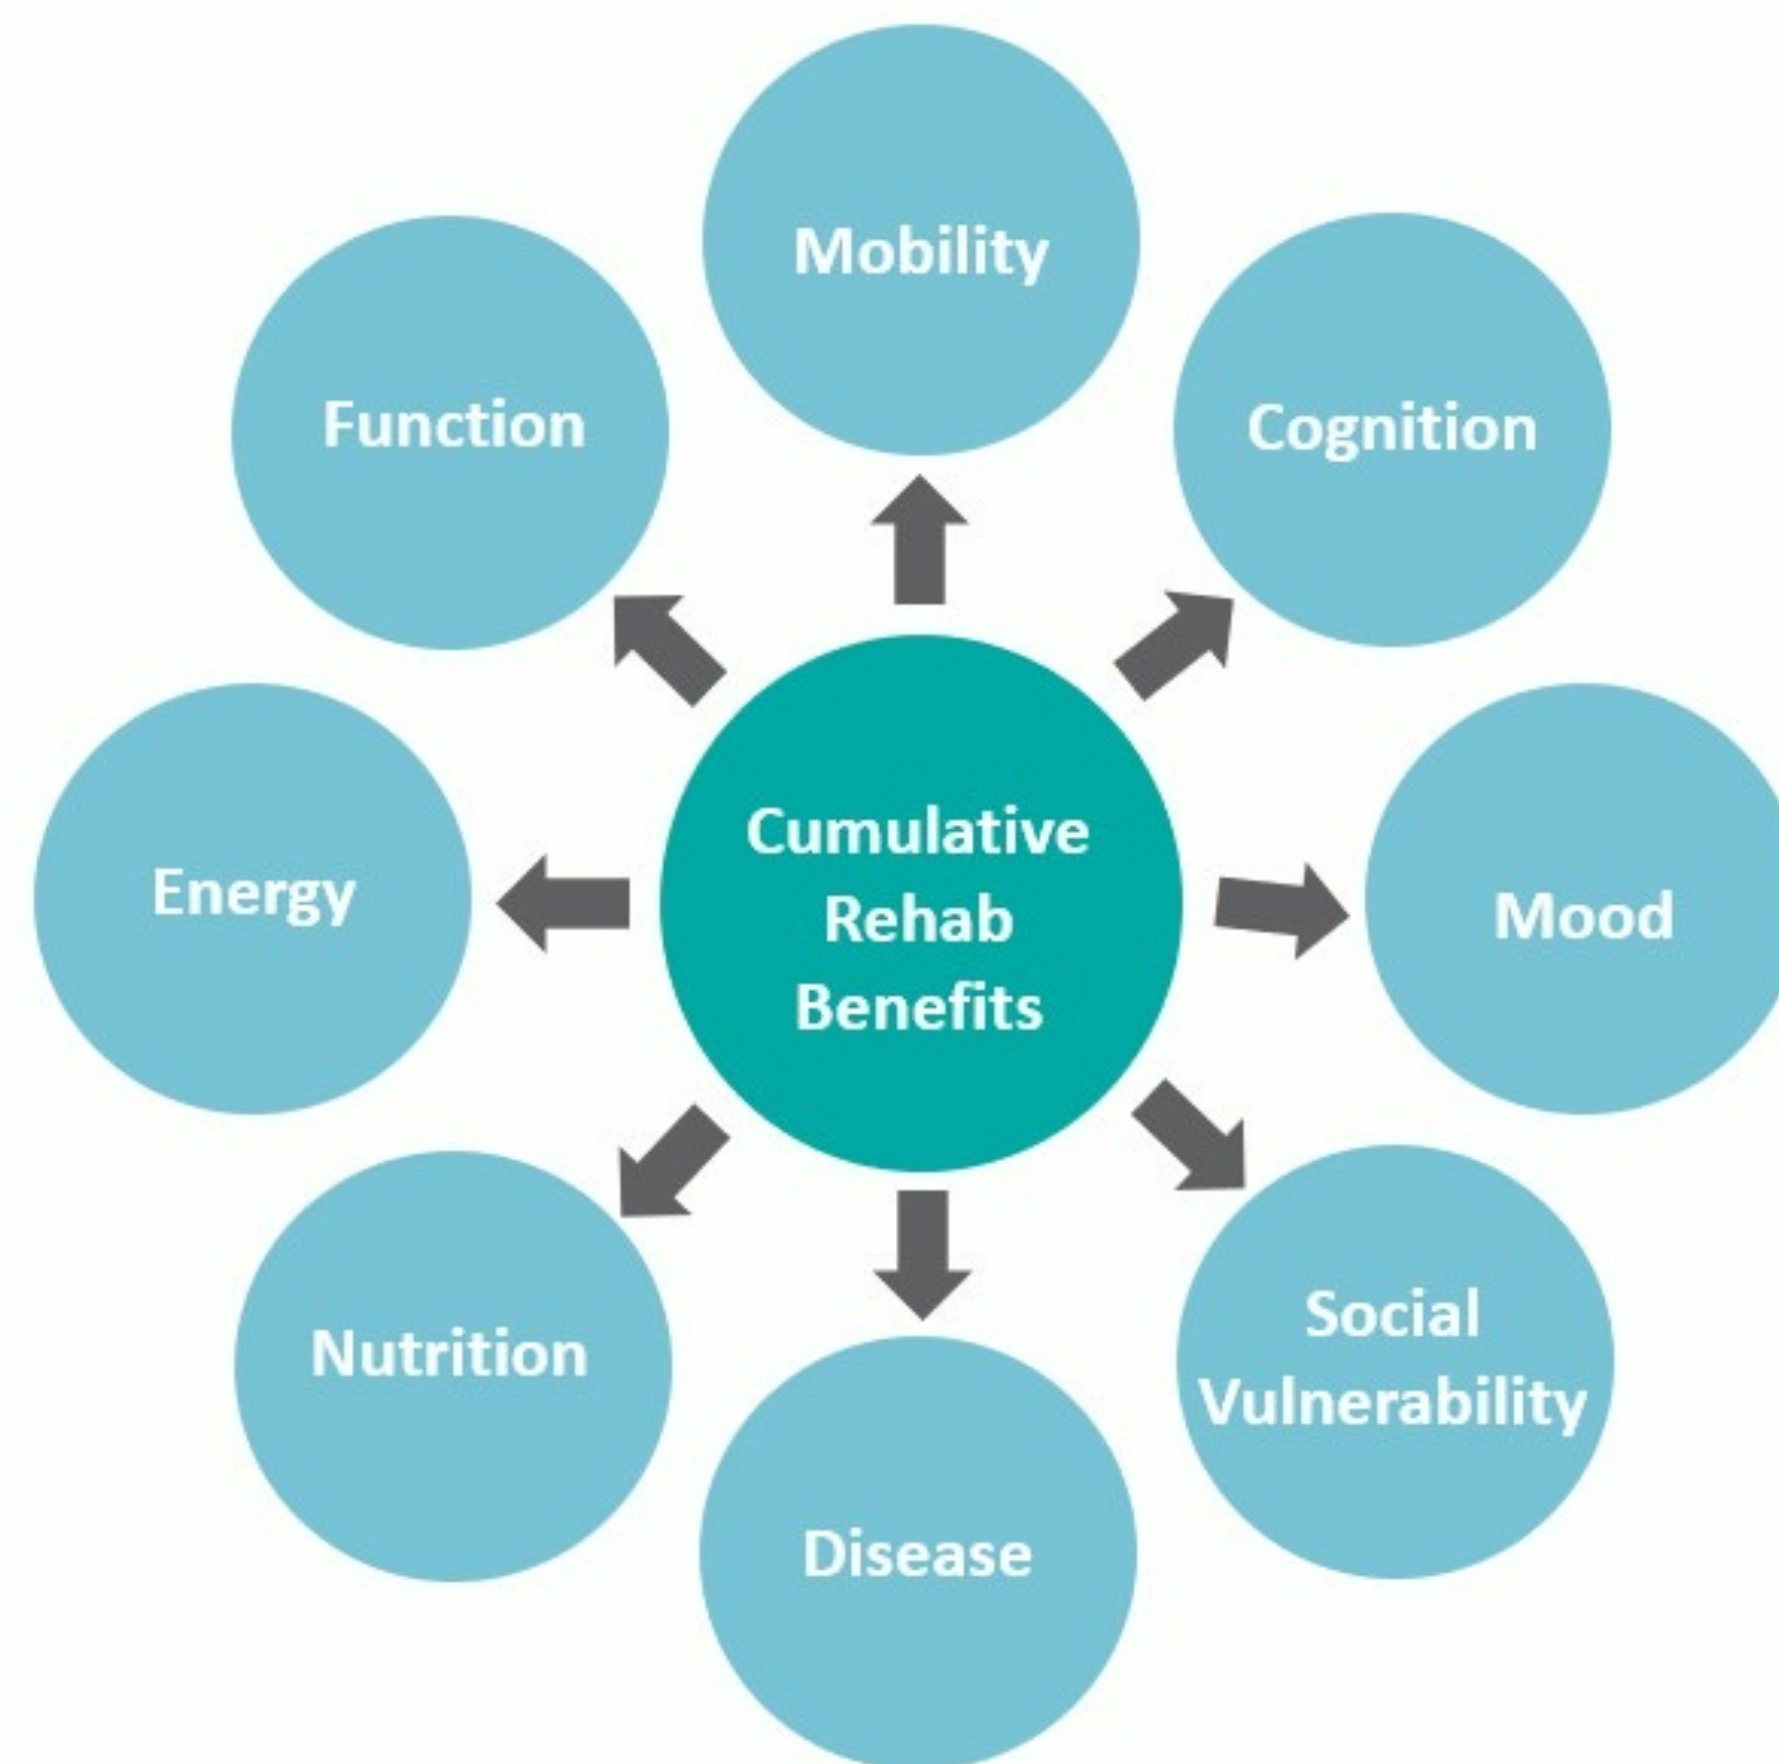 Mobility
Function
Cognition
Cumulative
Rehab
Benefits
Energy
Mood
Social
Vulnerability
Nutrition
Disease